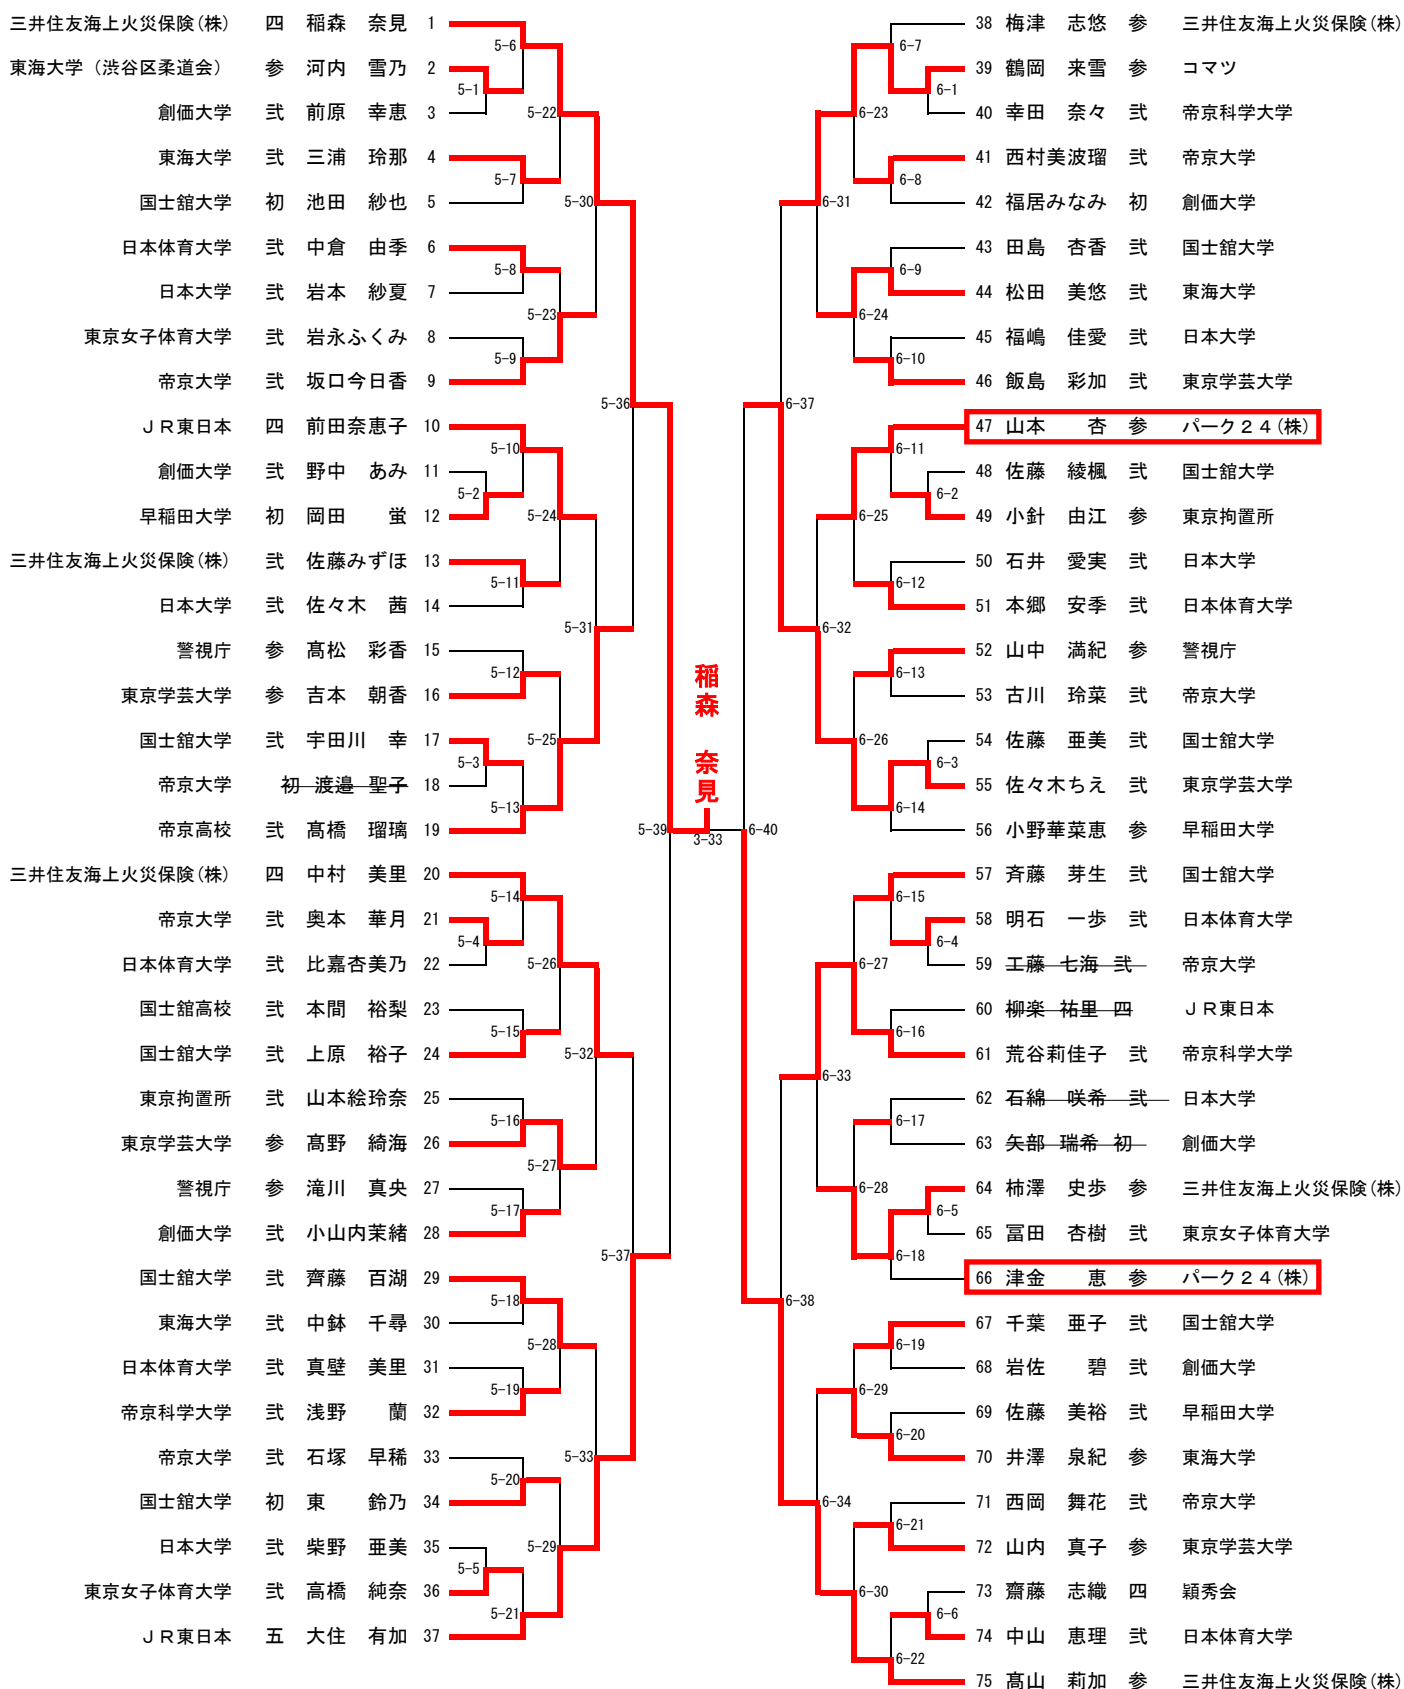 三井住友海上火災保険(株) 四 稲森 奈見 1
東海大学（渋谷区柔道会） 参 河内 雪乃 2
創価大学 弐 前原 幸恵 3
東海大学 弐 三浦 玲那 4
国士舘大学 初 池田 紗也 5
日本体育大学 弐 中倉 由季 6
日本大学 弐 岩本 紗夏 7
東京女子体育大学 弐 岩永ふくみ 8
帝京大学 弐 坂口今日香 9
ＪＲ東日本 四 前田奈恵子 10
創価大学 弐 野中 あみ 11
早稲田大学 初 岡田 蛍 12
三井住友海上火災保険(株) 弐 佐藤みずほ 13
日本大学 弐 佐々木 茜 14
警視庁 参 髙松 彩香 15
東京学芸大学 参 吉本 朝香 16
国士舘大学 弐 宇田川 幸 17
帝京大学 初 渡邉 聖子 18
帝京高校 弐 髙橋 瑠璃 19
三井住友海上火災保険(株) 四 中村 美里 20
帝京大学 弐 奥本 華月 21
日本体育大学 弐 比嘉杏美乃 22
国士舘高校 弐 本間 裕梨 23
国士舘大学 弐 上原 裕子 24
東京拘置所 弐 山本絵玲奈 25
東京学芸大学 参 髙野 綺海 26
警視庁 参 滝川 真央 27
創価大学 弐 小山内茉緒 28
国士舘大学 弐 齊藤 百湖 29
東海大学 弐 中鉢 千尋 30
日本体育大学 弐 真壁 美里 31
帝京科学大学 弐 浅野 蘭 32
帝京大学 弐 石塚 早稀 33
国士舘大学 初 東 鈴乃 34
日本大学 弐 柴野 亜美 35
東京女子体育大学 弐 高橋 純奈 36
ＪＲ東日本 五 大住 有加 37
5-1
5-2
5-3
5-4
5-5
5-6
5-7
5-8
5-9
5-10
5-11
5-12
5-13
5-14
5-15
5-16
5-17
5-18
5-19
5-20
5-21
5-22
5-23
5-24
5-25
5-26
5-27
5-28
5-29
5-30
5-31
5-32
5-33
5-36
5-37
5-39
稲森 奈見
3-33
6-40
6-37
6-38
6-31
6-32
6-33
6-34
6-23
6-24
6-25
6-26
6-27
6-28
6-29
6-30
6-7
6-8
6-9
6-10
6-11
6-12
6-13
6-14
6-15
6-16
6-17
6-18
6-19
6-20
6-21
6-22
6-1
6-2
6-3
6-4
6-5
6-6
38 梅津 志悠 参 三井住友海上火災保険(株)
39 鶴岡 来雪 参 コマツ
40 幸田 奈々 弐 帝京科学大学
41 西村美波瑠 弐 帝京大学
42 福居みなみ 初 創価大学
43 田島 杏香 弐 国士舘大学
44 松田 美悠 弐 東海大学
45 福嶋 佳愛 弐 日本大学
46 飯島 彩加 弐 東京学芸大学
47 山本 杏 参 パーク２４(株)
48 佐藤 綾楓 弐 国士舘大学
49 小針 由江 参 東京拘置所
50 石井 愛実 弐 日本大学
51 本郷 安季 弐 日本体育大学
52 山中 満紀 参 警視庁
53 古川 玲菜 弐 帝京大学
54 佐藤 亜美 弐 国士舘大学
55 佐々木ちえ 弐 東京学芸大学
56 小野華菜恵 参 早稲田大学
57 斉藤 芽生 弐 国士舘大学
58 明石 一歩 弐 日本体育大学
59 工藤 七海 弐 帝京大学
60 柳楽 祐里 四 ＪＲ東日本
61 荒谷莉佳子 弐 帝京科学大学
62 石綿 咲希 弐 日本大学
63 矢部 瑞希 初 創価大学
64 柿澤 史歩 参 三井住友海上火災保険(株)
65 冨田 杏樹 弐 東京女子体育大学
66 津金 恵 参 パーク２４(株)
67 千葉 亜子 弐 国士舘大学
68 岩佐 碧 弐 創価大学
69 佐藤 美裕 弐 早稲田大学
70 井澤 泉紀 参 東海大学
71 西岡 舞花 弐 帝京大学
72 山内 真子 参 東京学芸大学
73 齋藤 志織 四 穎秀会
74 中山 恵理 弐 日本体育大学
75 髙山 莉加 参 三井住友海上火災保険(株)